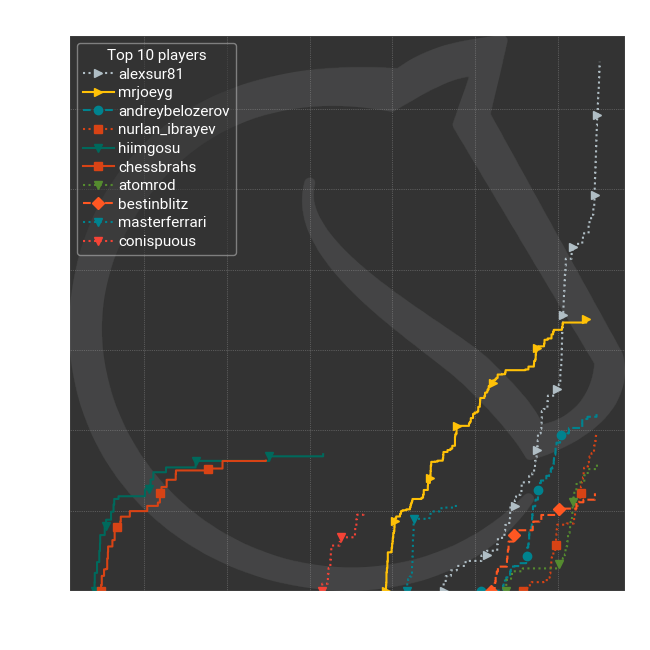 Top 10 players
alexsur81
mrjoeyg
andreybelozerov
nurlan_ibrayev
hiimgosu
chessbrahs
atomrod
bestinblitz
masterferrari
conispuous